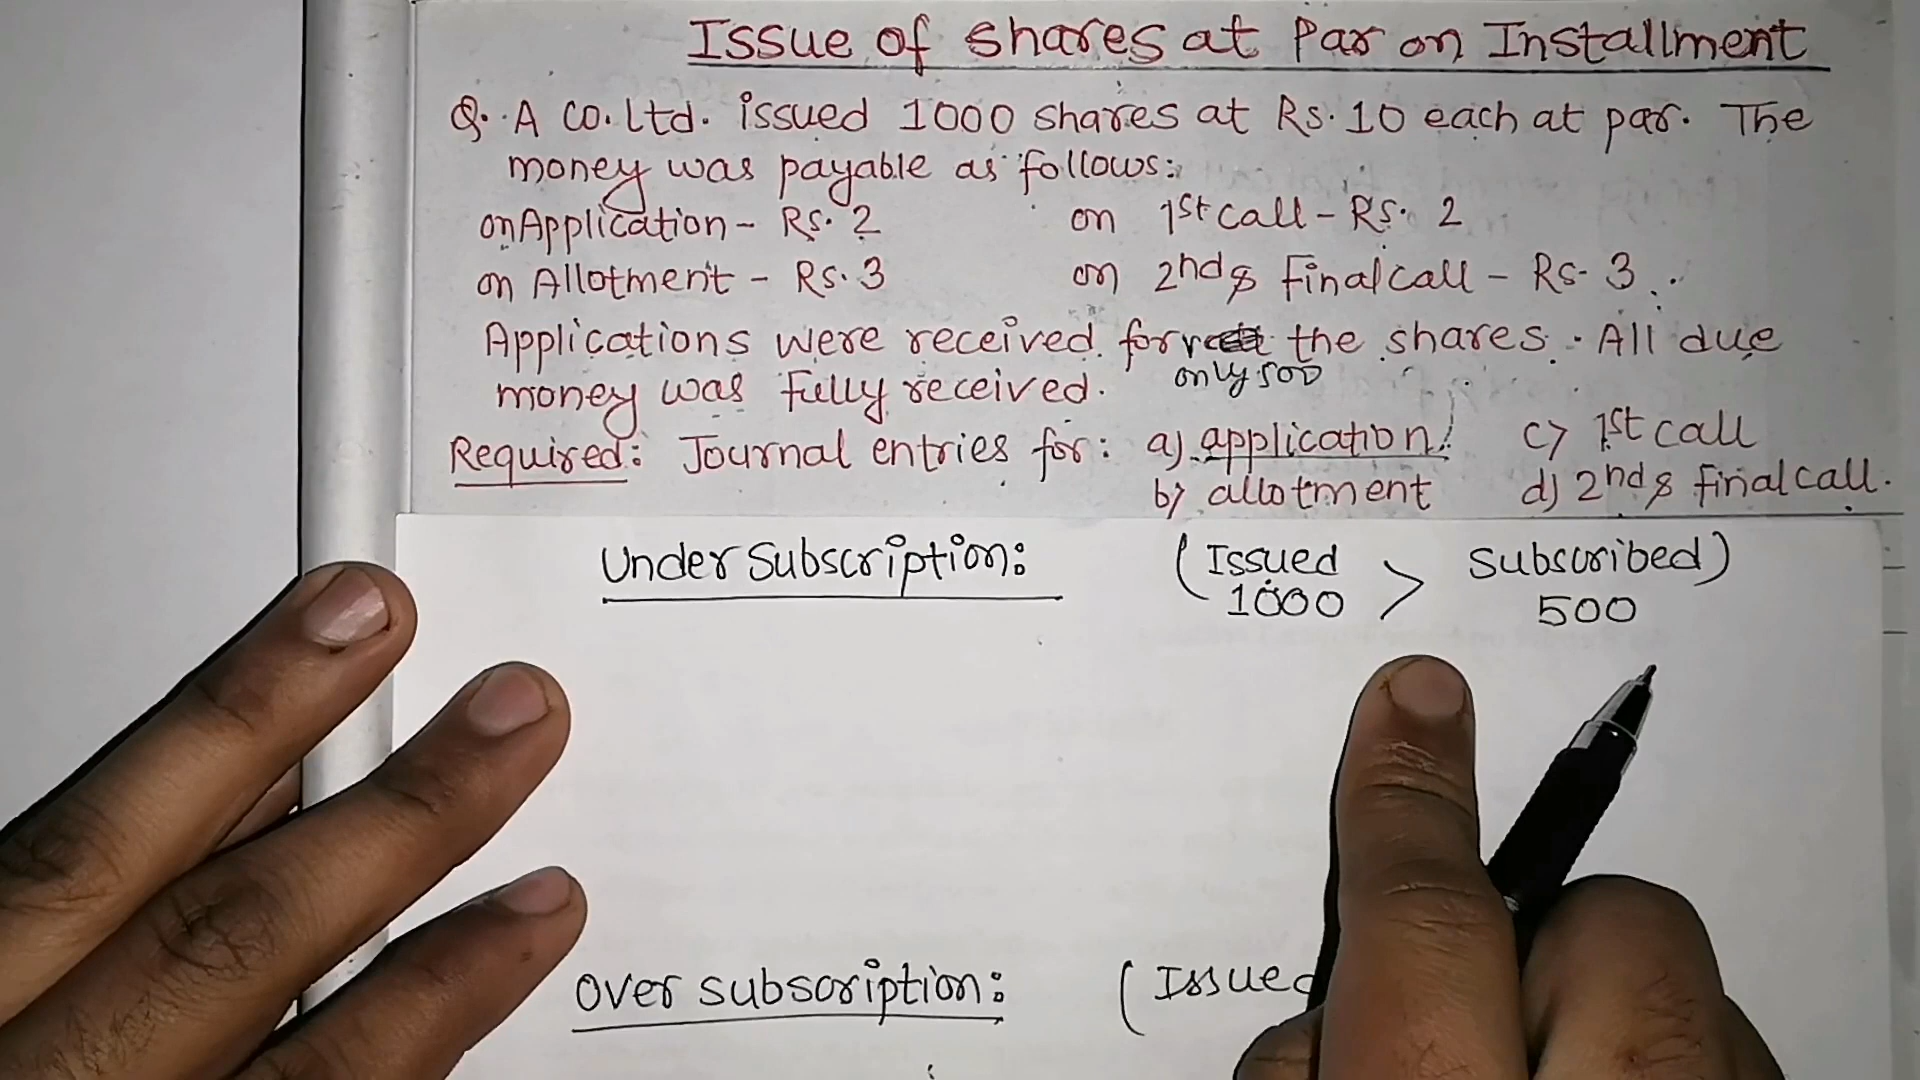 Issue of shares at Par on Installment
Q. A Co. Ltd. issued 1000 shares at Rs. 10 each at par. The
money was payable as follows:
on Application - Rs. 2 on 1st call - Rs. 2
on Allotment - Rs. 3 on 2nd & Final call - Rs. 3
Applications were received for the shares. All due
only 500
money was fully received.
Required: Journal entries for: a) application c) 1st call
b) allotment d) 2nd & final call.
Under Subscription: (Issued > Subscribed)
1000 500
Over subscription: (Issued